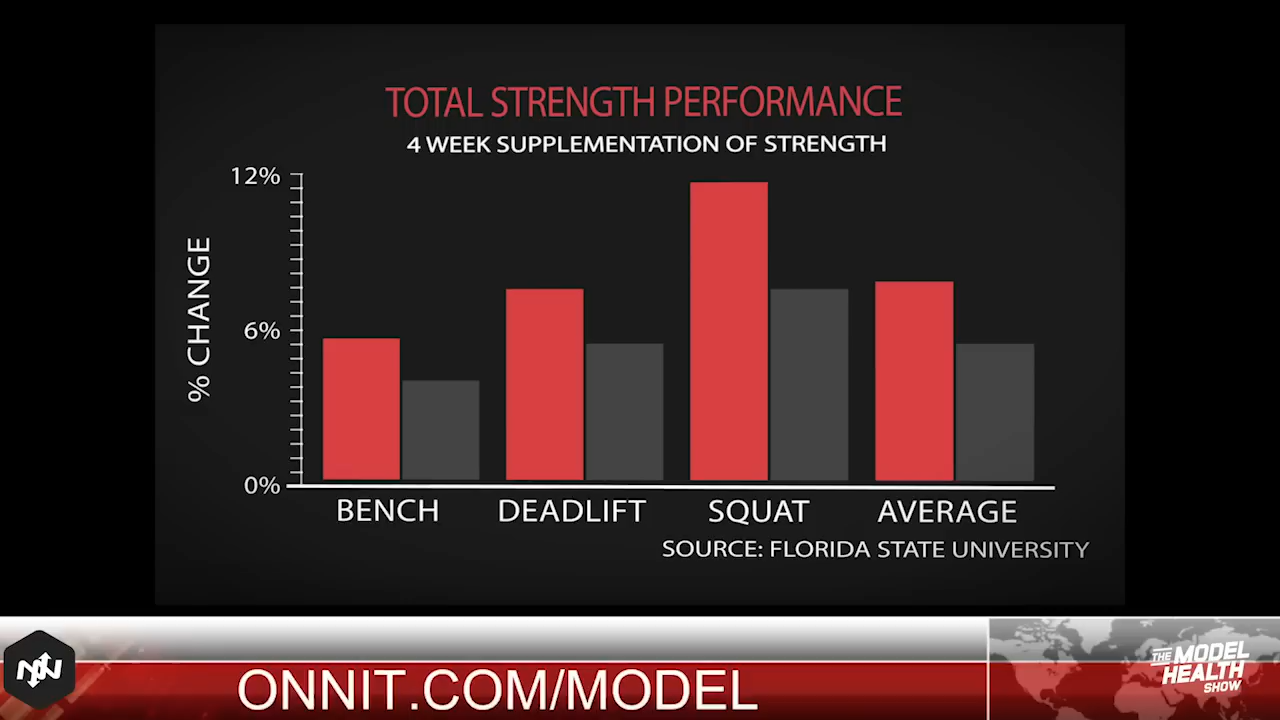 TOTAL STRENGTH PERFORMANCE
4 WEEK SUPPLEMENTATION OF STRENGTH
12%
6%
0%
% CHANGE
BENCH DEADLIFT SQUAT AVERAGE
SOURCE: FLORIDA STATE UNIVERSITY
ONNIT.COM/MODEL
THE MODEL
HEALTH
SHOW